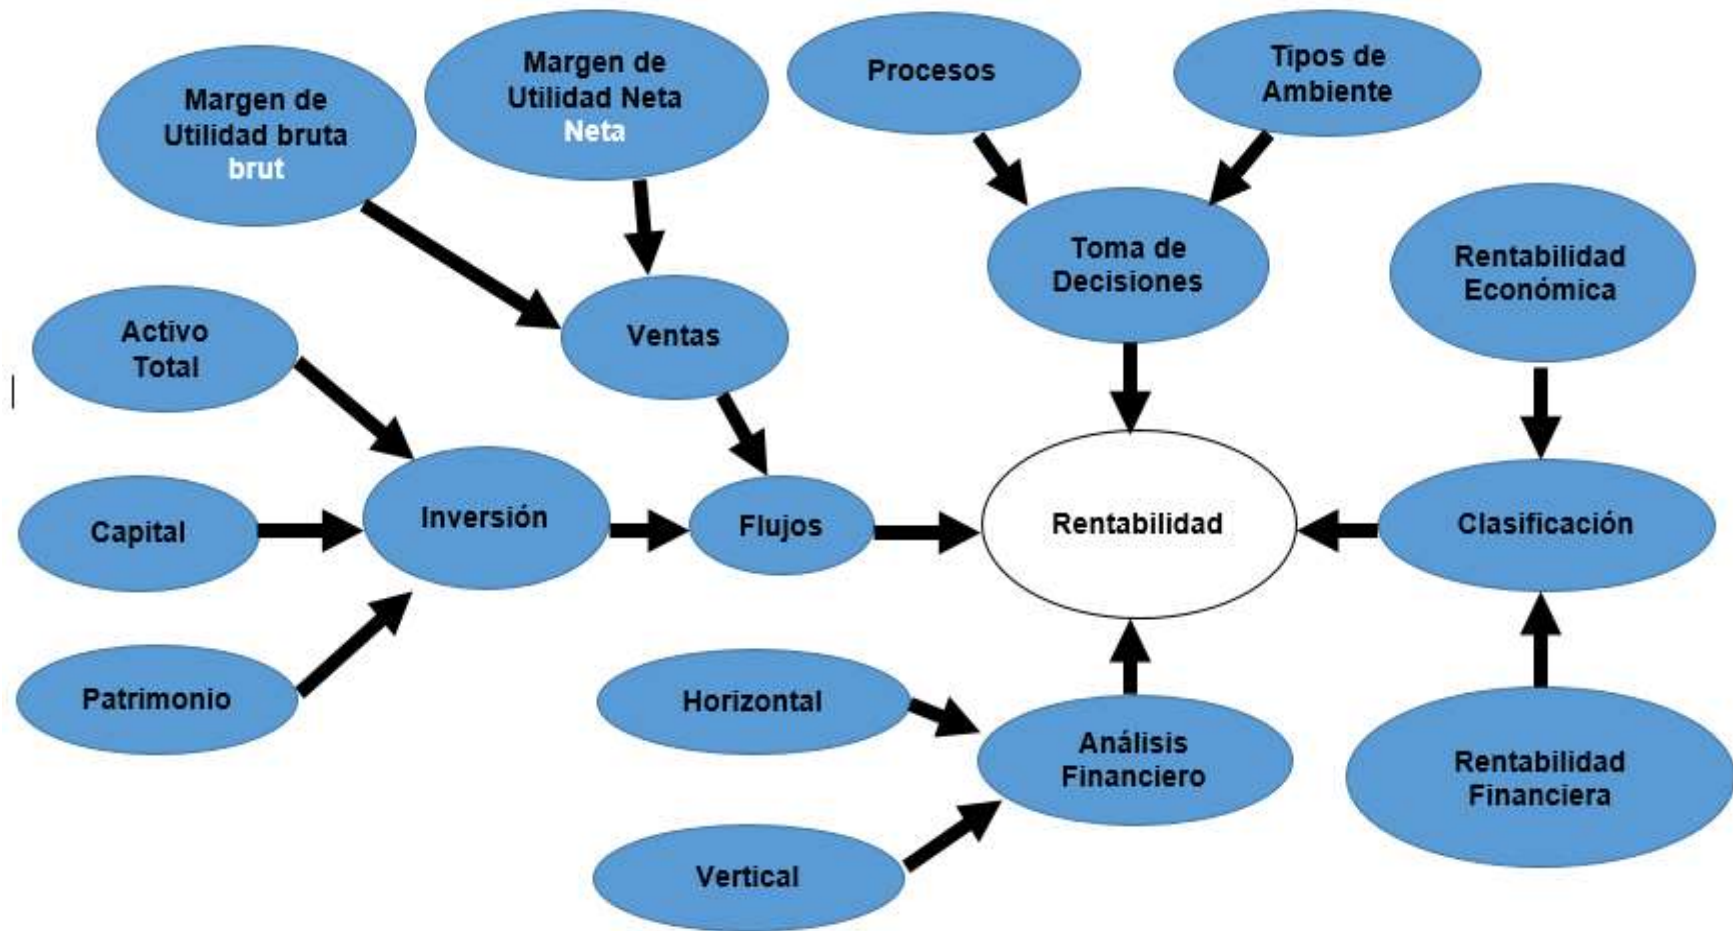 Margen de
Utilidad bruta
brut
Margen de
Utilidad Neta
Neta
Procesos
Tipos de
Ambiente
Toma de
Decisiones
Rentabilidad
Económica
Activo
Total
Ventas
Capital
Inversión
Flujos
Rentabilidad
Clasificación
Patrimonio
Horizontal
Análisis
Financiero
Rentabilidad
Financiera
Vertical